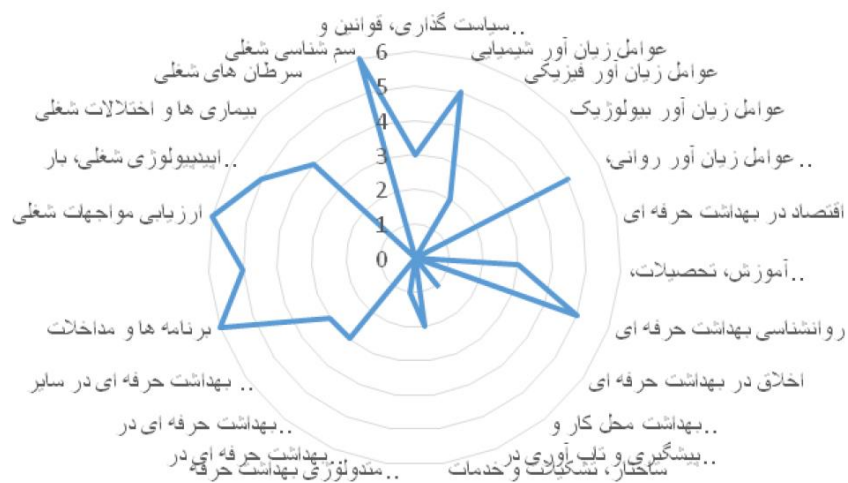 سیاست گذاری، قوانین و..
عوامل زیان آور شیمیایی
عوامل زیان آور فیزیکی
عوامل زیان آور بیولوژیک
عوامل زیان آور روانی، ..
اقتصاد در بهداشت حرفه ای
آموزش، تحصیلات، ..
روانشناسی بهداشت حرفه ای
اخلاق در بهداشت حرفه ای
بهداشت محل کار و ..
پیشگیری و تاب آوری در ..
ساختار، تشکیلات و خدمات
متدولوژی بهداشت حرفه ..
بهداشت حرفه ای در ..
بهداشت حرفه ای در ..
بهداشت حرفه ای در سایر ..
برنامه ها و مداخلات
ارزیابی مواجهات شغلی
اپیدمیولوژی شغلی، بار ..
بیماری ها و اختلالات شغلی
سرطان های شغلی
سم شناسی شغلی
6
5
4
3
2
1
0